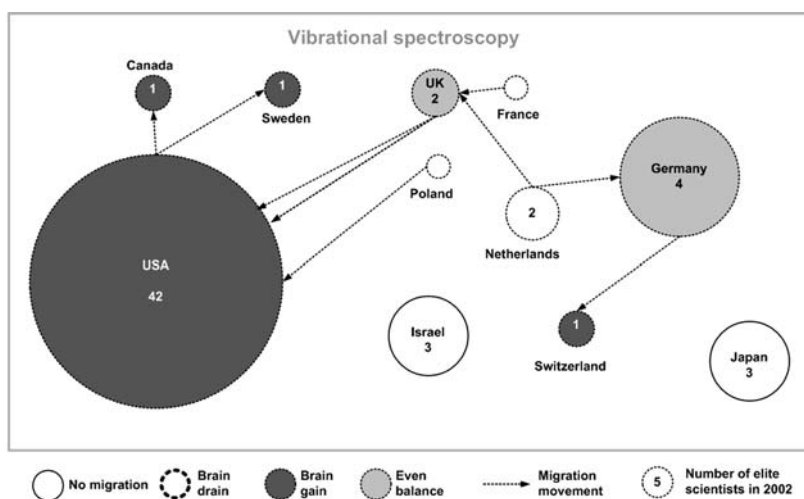 Vibrational spectroscopy
Canada
1
1
Sweden
UK
2
France
Poland
Germany
4
2
Netherlands
USA
42
Israel
3
1
Switzerland
Japan
3
No migration
Brain
drain
Brain
gain
Even
balance
Migration
movement
5
Number of elite
scientists in 2002